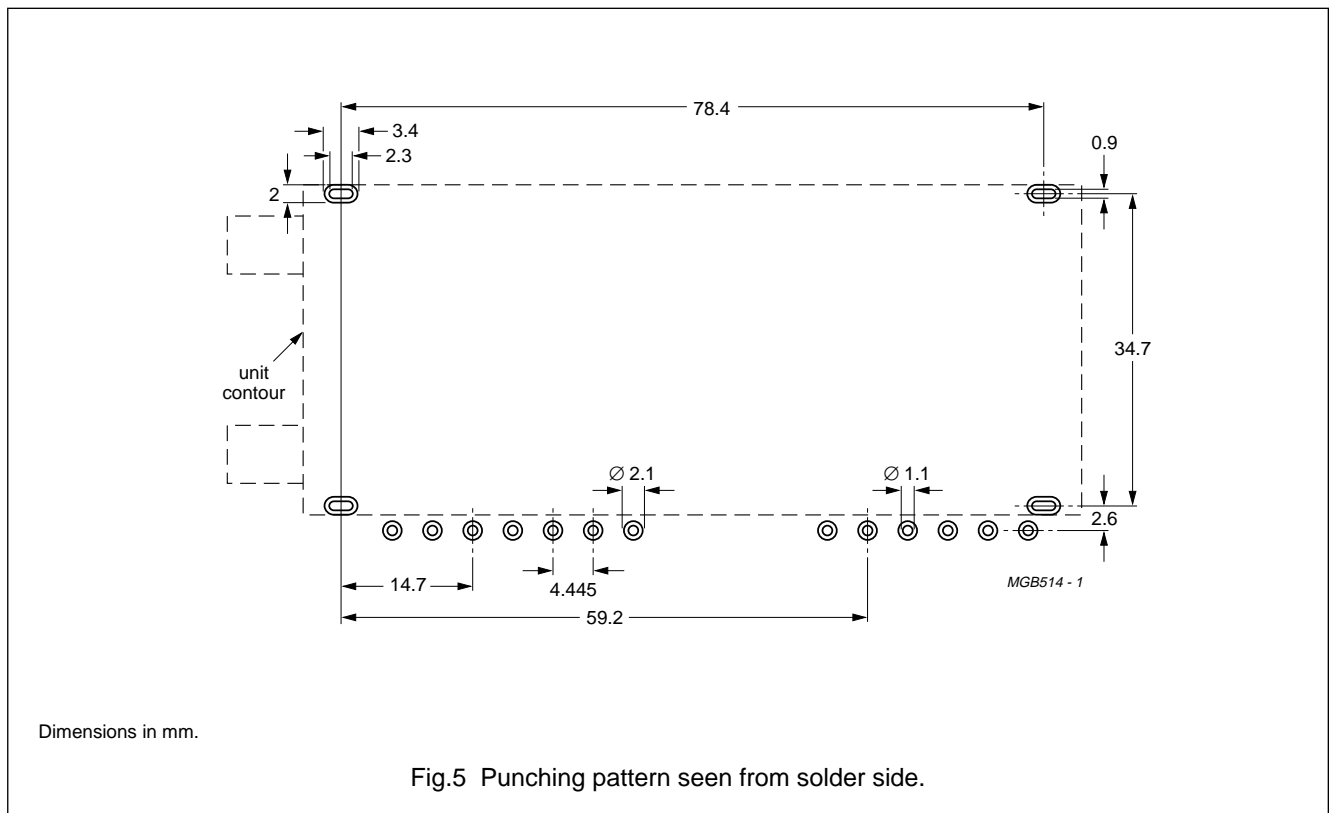 78.4
3.4
2.3
0.9
2
34.7
unit
contour
∅ 2.1
∅ 1.1
2.6
14.7
4.445
MGB514 - 1
59.2
Dimensions in mm.
Fig.5 Punching pattern seen from solder side.